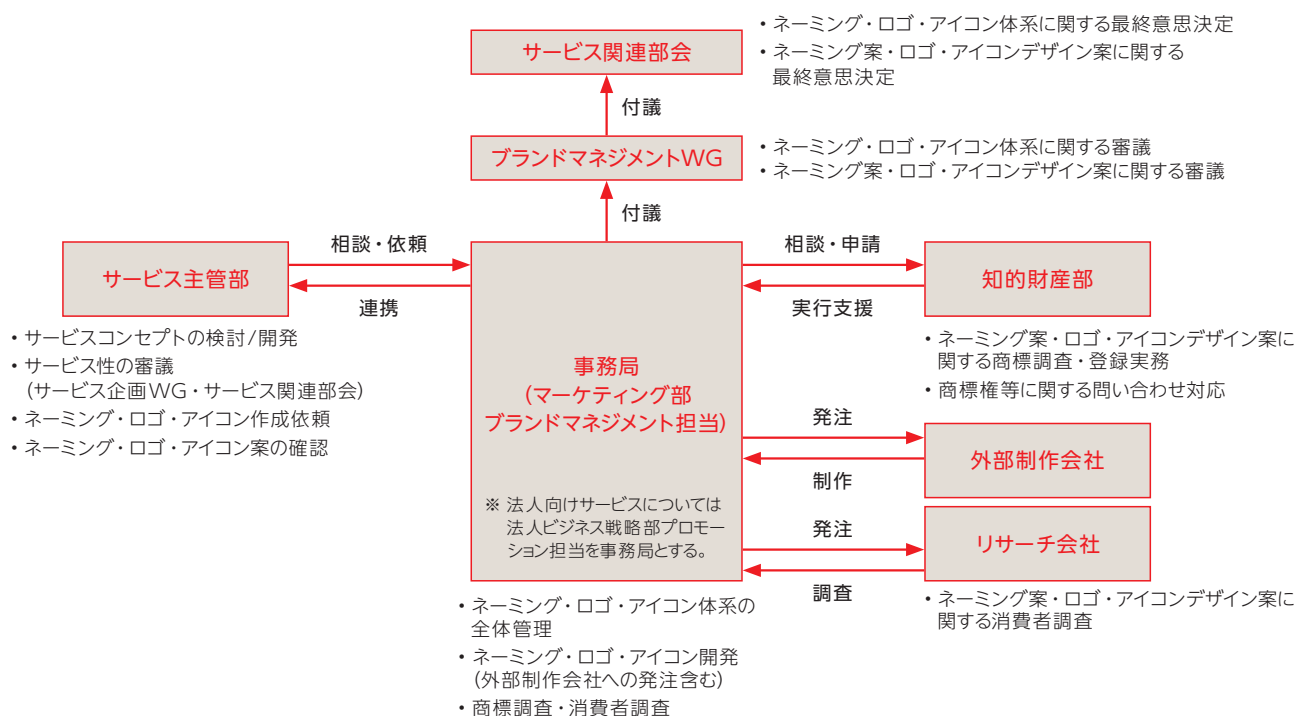 サービス関連部会
・ネーミング・ロゴ・アイコン体系に関する最終意思決定
・ネーミング案・ロゴ・アイコンデザイン案に関する
最終意思決定
付議
ブランドマネジメントWG
・ネーミング・ロゴ・アイコン体系に関する審議
・ネーミング案・ロゴ・アイコンデザイン案に関する審議
付議
サービス主管部
相談・依頼
連携
・サービスコンセプトの検討/開発
・サービス性の審議
(サービス企画WG・サービス関連部会)
・ネーミング・ロゴ・アイコン作成依頼
・ネーミング・ロゴ・アイコン案の確認
事務局
(マーケティング部
ブランドマネジメント担当)
※ 法人向けサービスについては
法人ビジネス戦略部プロモー
ション担当を事務局とする。
・ネーミング・ロゴ・アイコン体系の
全体管理
・ネーミング・ロゴ・アイコン開発
(外部制作会社への発注含む)
・商標調査・消費者調査
相談・申請
実行支援
知的財産部
・ネーミング案・ロゴ・アイコンデザイン案に
関する商標調査・登録実務
・商標権等に関する問い合わせ対応
発注
制作
外部制作会社
発注
調査
リサーチ会社
・ネーミング案・ロゴ・アイコンデザイン案に
関する消費者調査